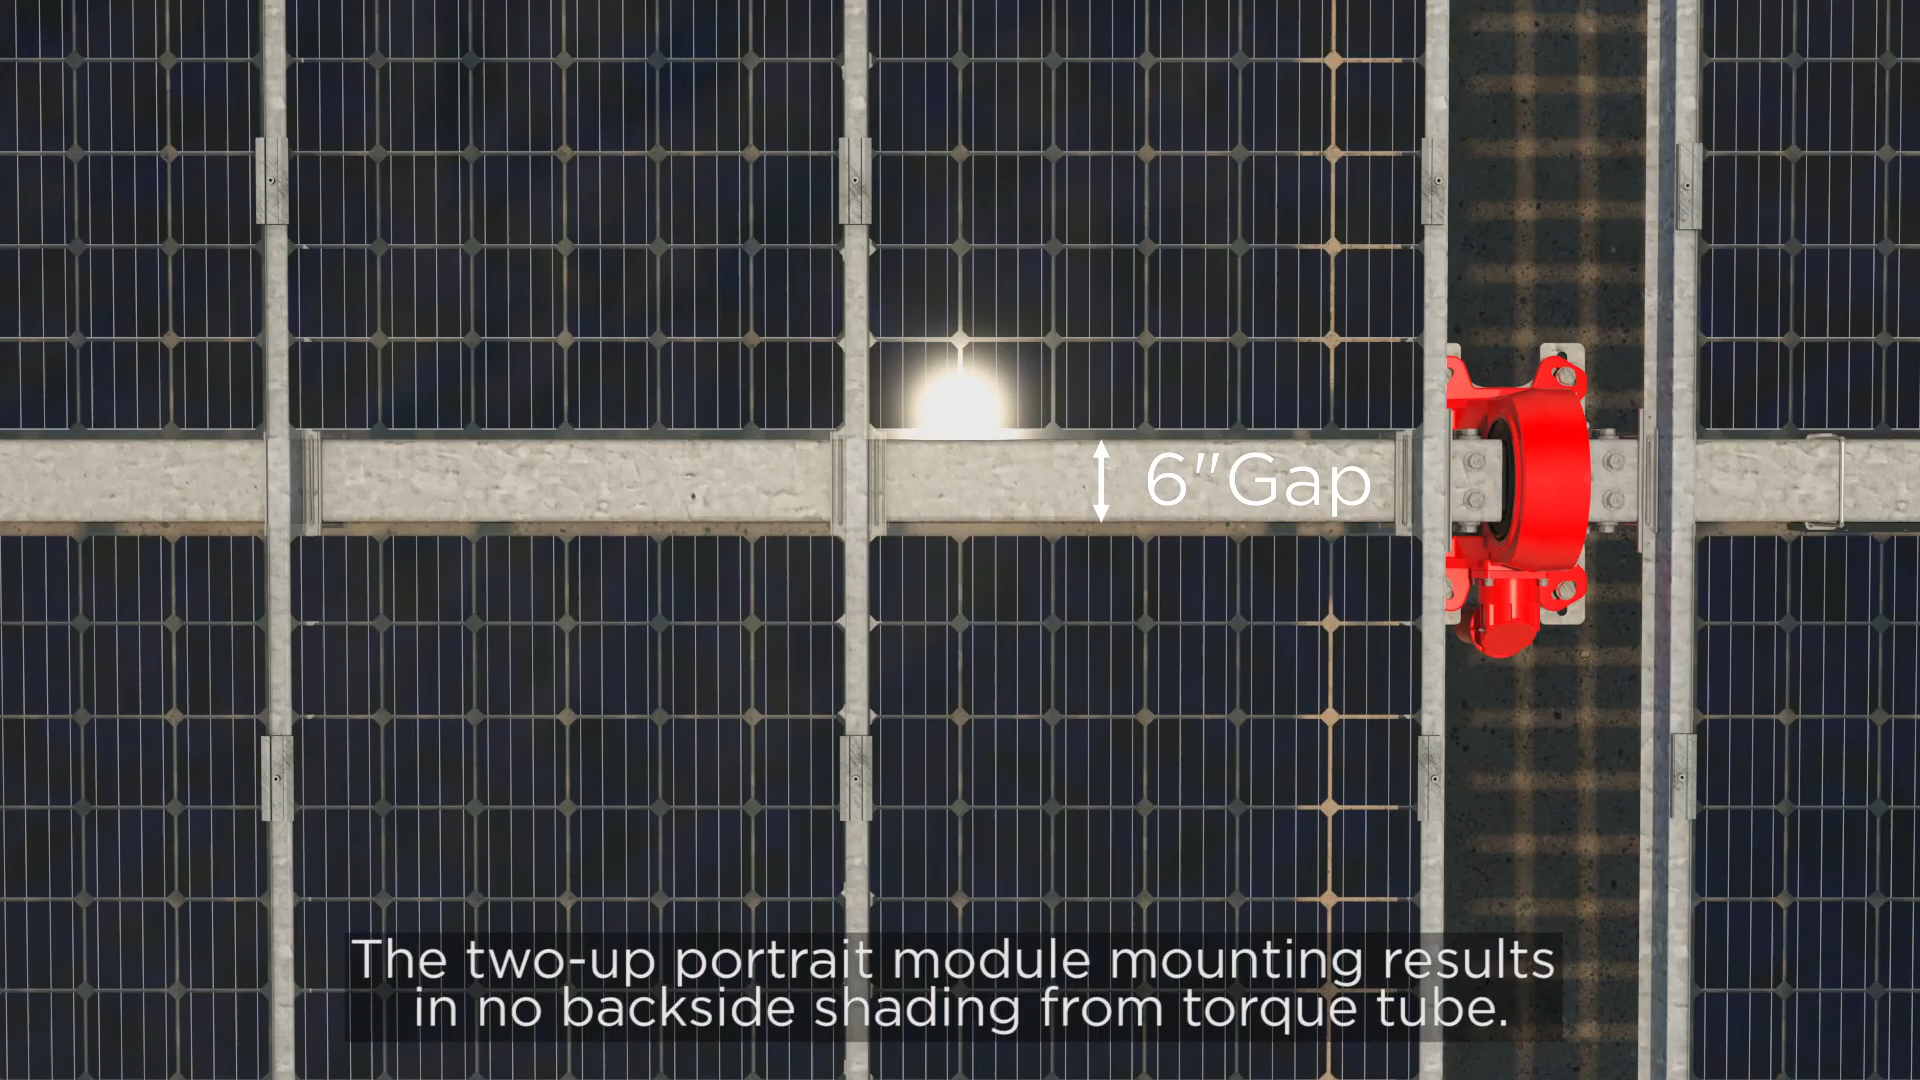 6"Gap
The two-up portrait module mounting results
in no backside shading from torque tube.